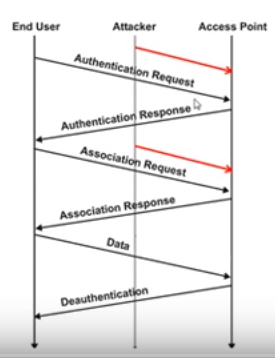 End User Attacker Access Point
Authentication Request
Authentication Response
Association Request
Association Response
Data
Deauthentication